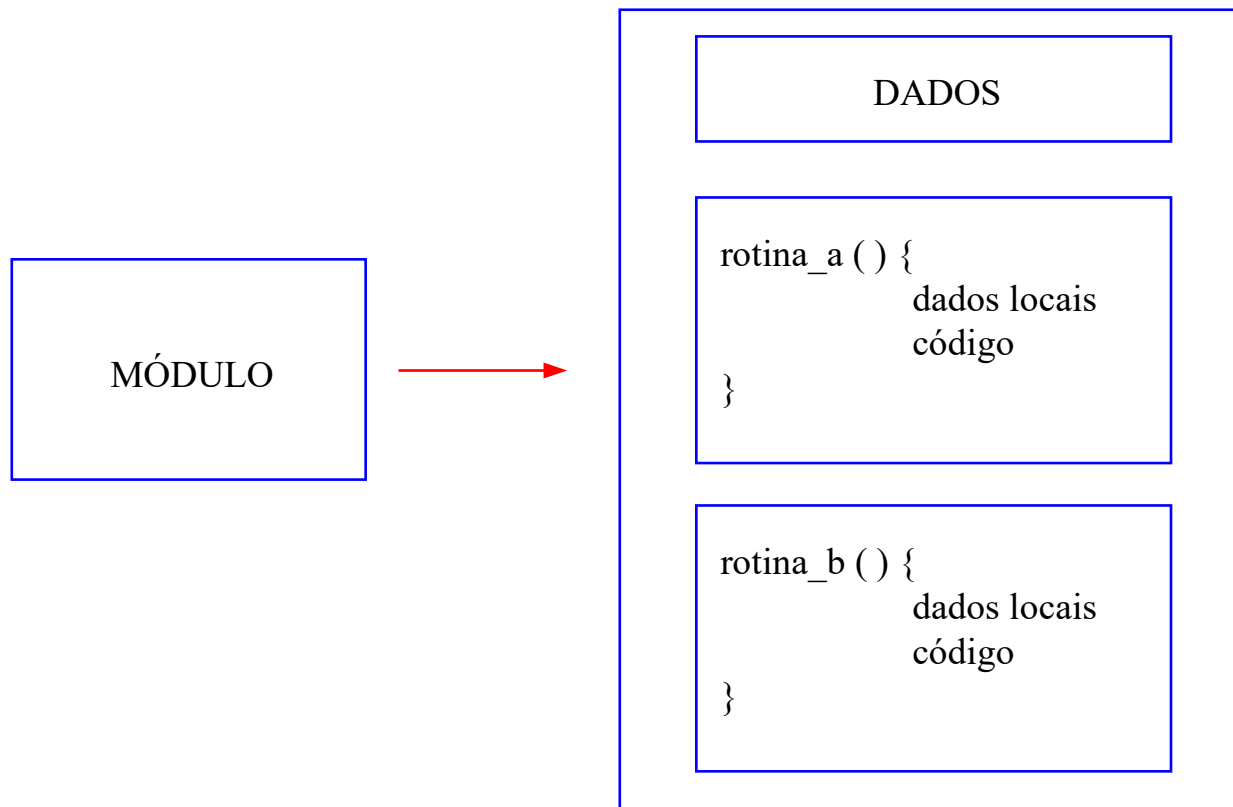 MÓDULO
DADOS
rotina_a ( ) {
dados locais
código
}
rotina_b ( ) {
dados locais
código
}